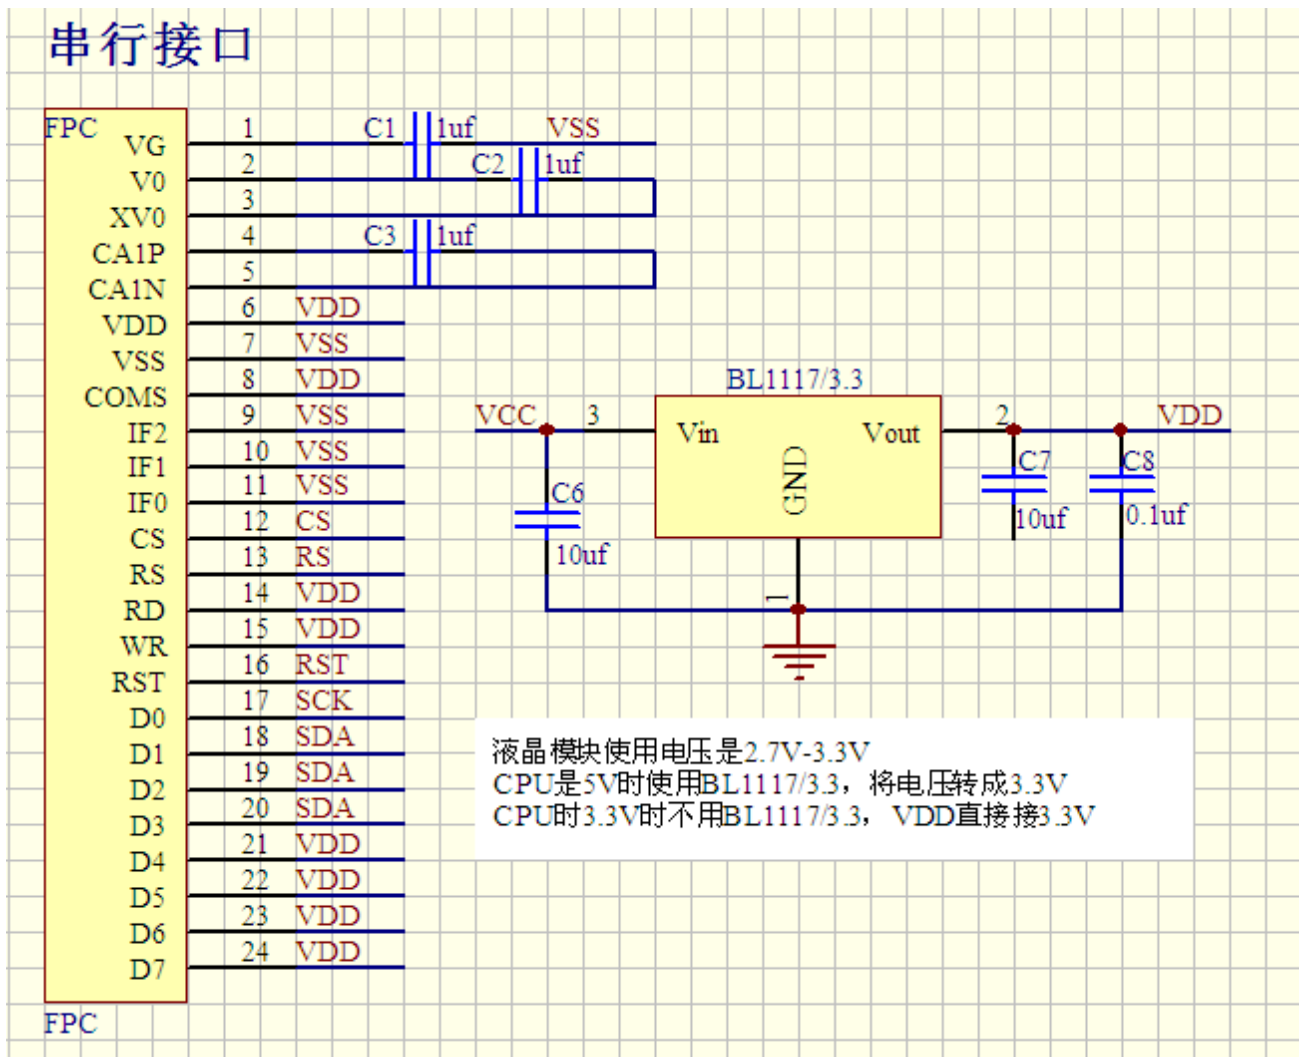 串行接口
FPC
VG 1 C1 1uf VSS
V0 2 C2 1uf
XV0 3
CA1P 4 C3 1uf
CA1N 5
VDD 6 VDD
VSS 7 VSS
COMS 8 VDD
IF2 9 VSS
IF1 10 VSS
IF0 11 VSS
CS 12 CS
RS 13 RS
RD 14 VDD
WR 15 VDD
RST 16 RST
D0 17 SCK
D1 18 SDA
D2 19 SDA
D3 20 SDA
D4 21 VDD
D5 22 VDD
D6 23 VDD
D7 24 VDD
FPC
BL1117/3.3
VCC 3 Vin Vout 2 VDD
GND
C6
10uf
C7
10uf
C8
0.1uf
1
液晶模块使用电压是2.7V-3.3V
CPU是5V时使用BL1117/3.3，将电压转成3.3V
CPU时3.3V时不用BL1117/3.3，VDD直接接3.3V